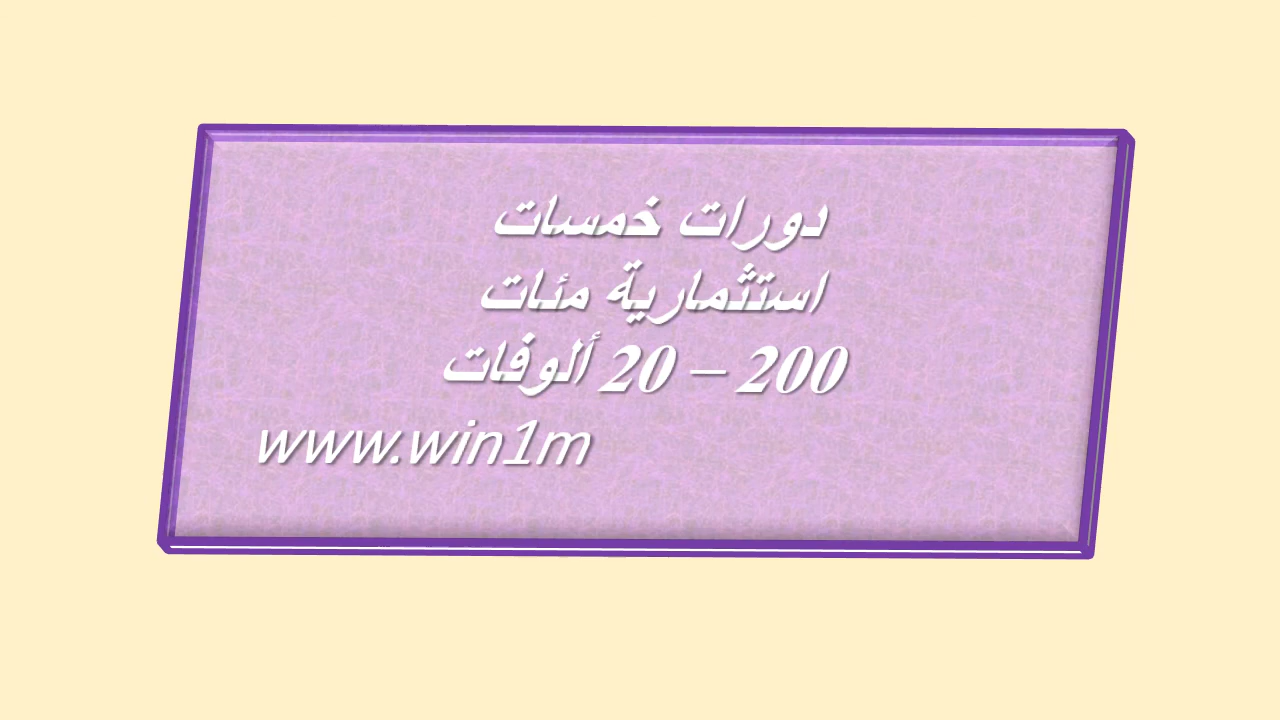 دورات خمسات
استثمارية مئات
200 – 20 ألوفات
www.win1m